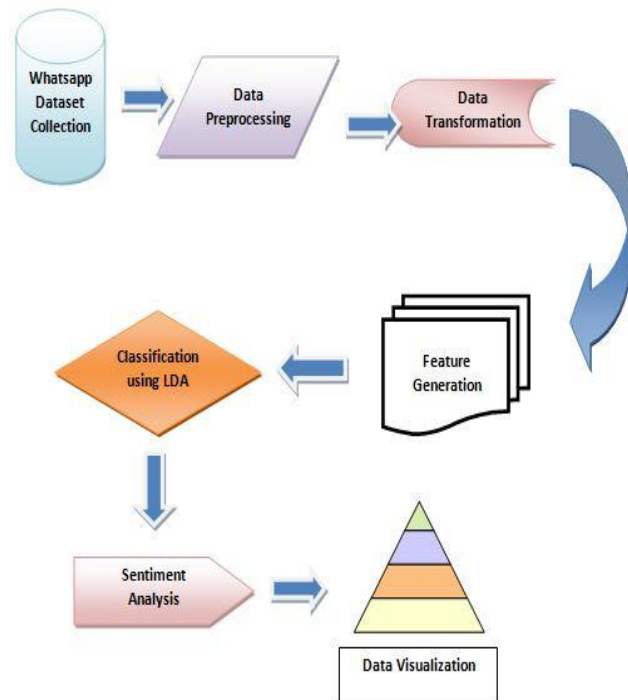 Whatsapp
Dataset
Collection
Data
Preprocessing
Data
Transformation
Feature
Generation
Classification
using LDA
Sentiment
Analysis
Data Visualization